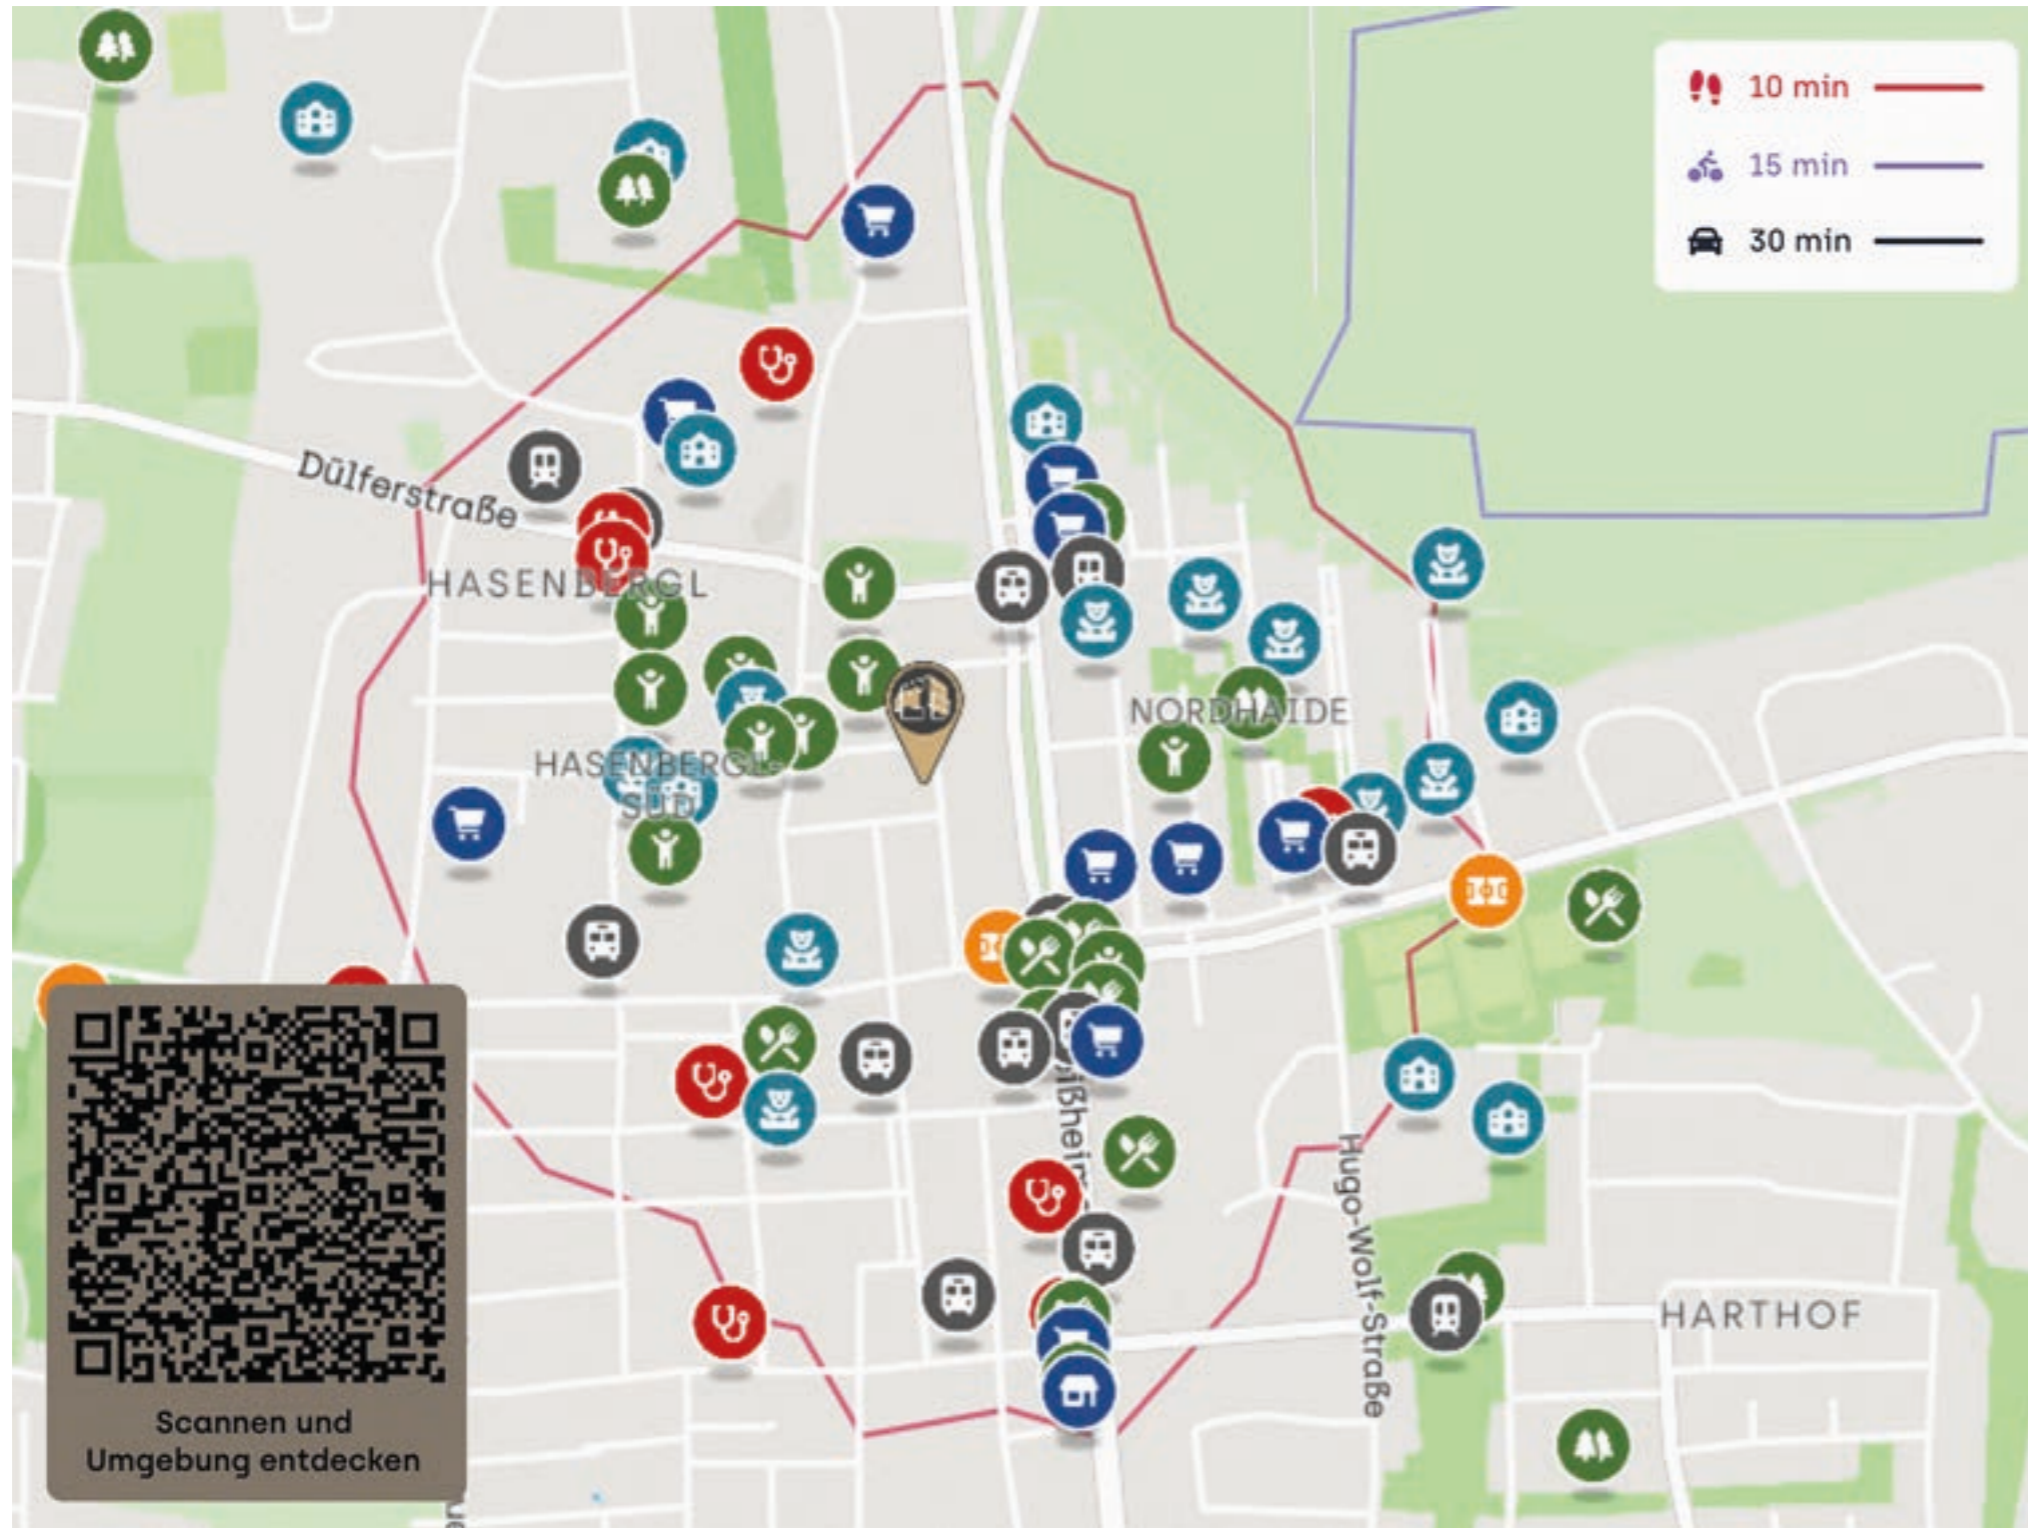 10 min
15 min
30 min
Dülferstraße
HASENBERGL
NORDHAIDE
HASENBERGL-
SÜD
Hugo-Wolf-Straße
HARTHOF
Scannen und
Umgebung entdecken